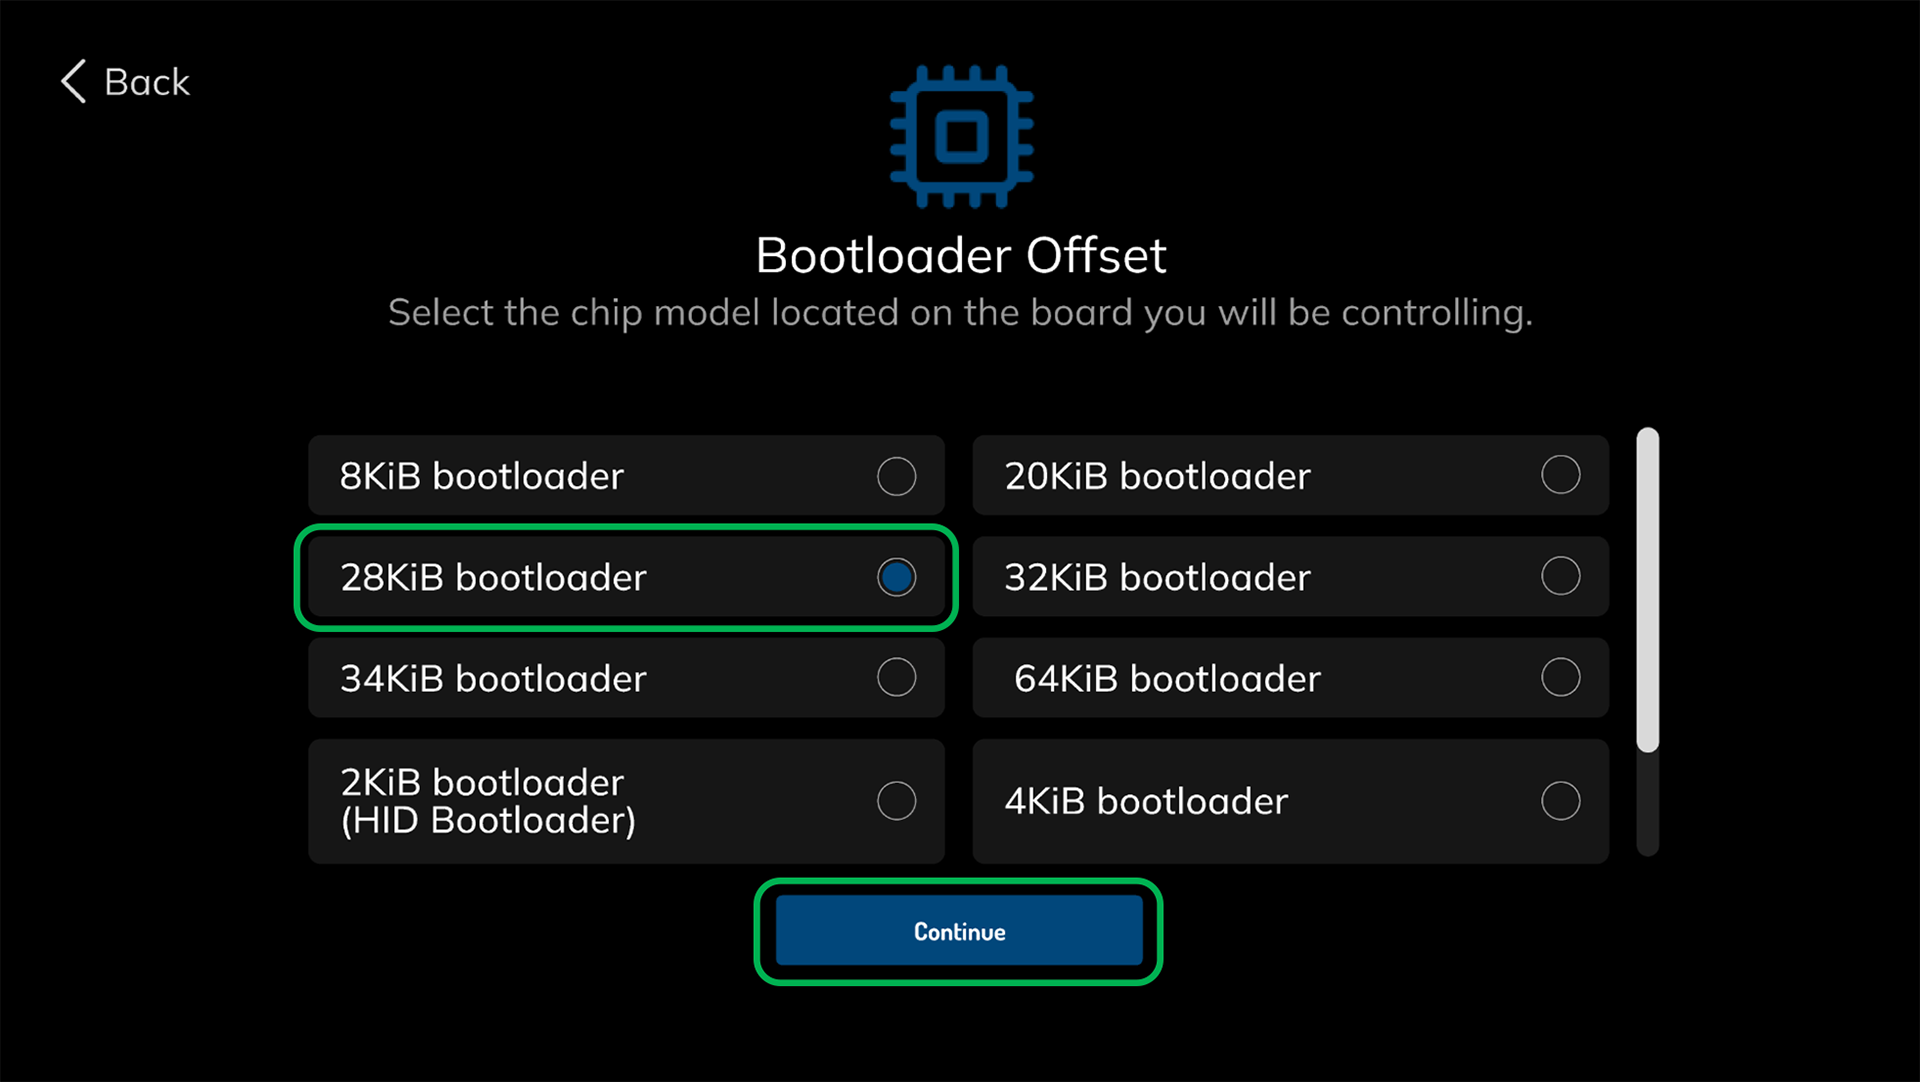 Back
Bootloader Offset
Select the chip model located on the board you will be controlling.
8KiB bootloader
20KiB bootloader
28KiB bootloader
32KiB bootloader
34KiB bootloader
64KiB bootloader
2KiB bootloader
(HID Bootloader)
4KiB bootloader
Continue